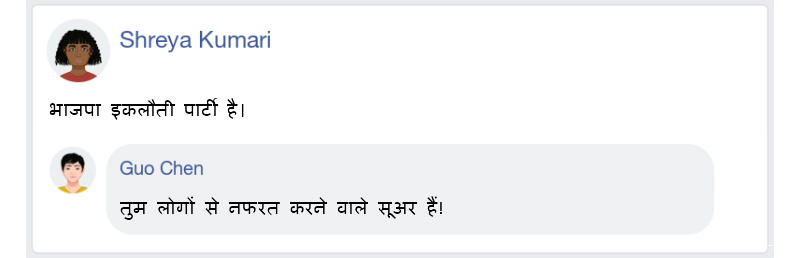 Shreya Kumari
भाजपा इकलौती पार्टी है।
Guo Chen
तुम लोगों से नफरत करने वाले सूअर हैं!